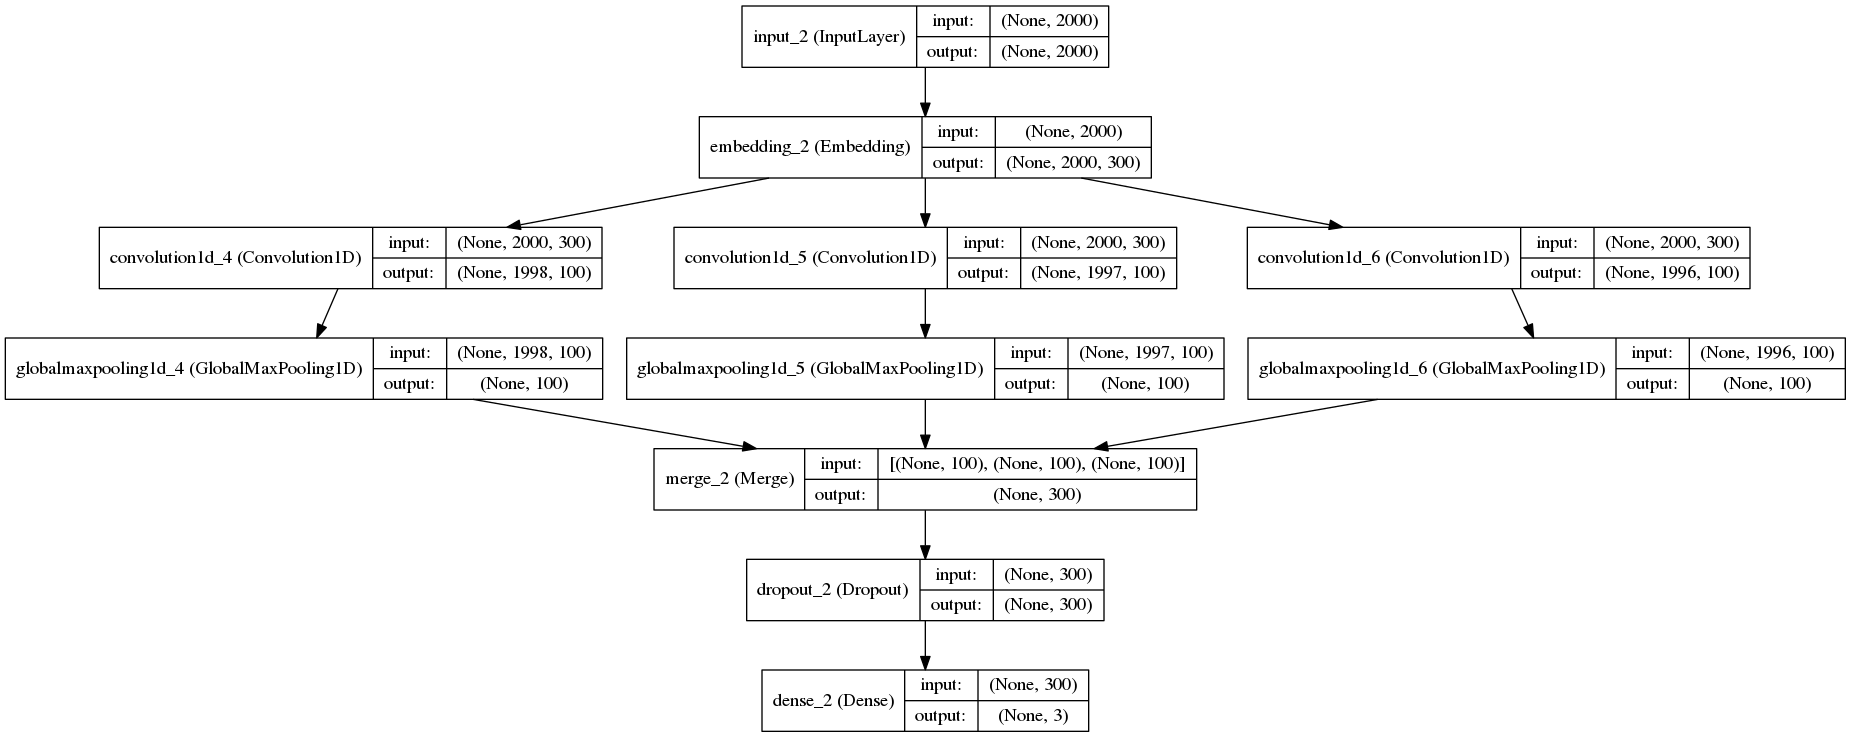 input_2 (InputLayer)
input: (None, 2000)
output: (None, 2000)
embedding_2 (Embedding)
input: (None, 2000)
output: (None, 2000, 300)
convolution1d_4 (Convolution1D)
input: (None, 2000, 300)
output: (None, 1998, 100)
convolution1d_5 (Convolution1D)
input: (None, 2000, 300)
output: (None, 1997, 100)
convolution1d_6 (Convolution1D)
input: (None, 2000, 300)
output: (None, 1996, 100)
globalmaxpooling1d_4 (GlobalMaxPooling1D)
input: (None, 1998, 100)
output: (None, 100)
globalmaxpooling1d_5 (GlobalMaxPooling1D)
input: (None, 1997, 100)
output: (None, 100)
globalmaxpooling1d_6 (GlobalMaxPooling1D)
input: (None, 1996, 100)
output: (None, 100)
merge_2 (Merge)
input: [(None, 100), (None, 100), (None, 100)]
output: (None, 300)
dropout_2 (Dropout)
input: (None, 300)
output: (None, 300)
dense_2 (Dense)
input: (None, 300)
output: (None, 3)